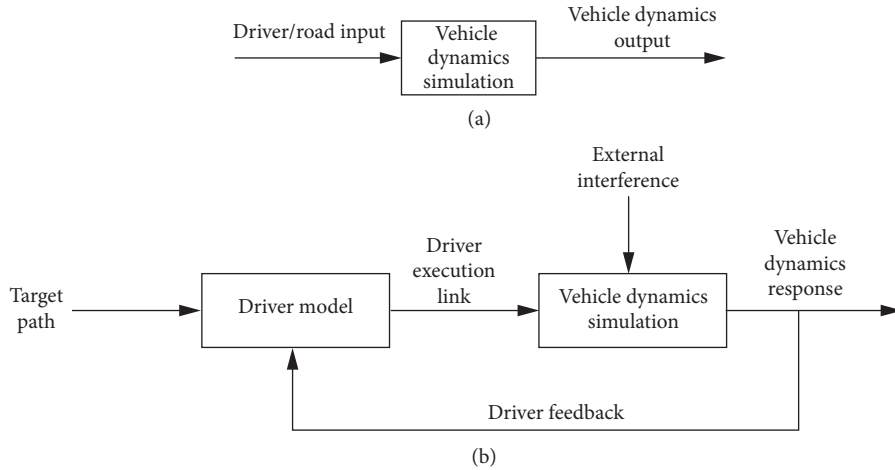 Driver/road input
Vehicle
dynamics
simulation
Vehicle dynamics
output
(a)
External
interference
Target
path
Driver model
Driver
execution
link
Vehicle dynamics
simulation
Vehicle
dynamics
response
Driver feedback
(b)